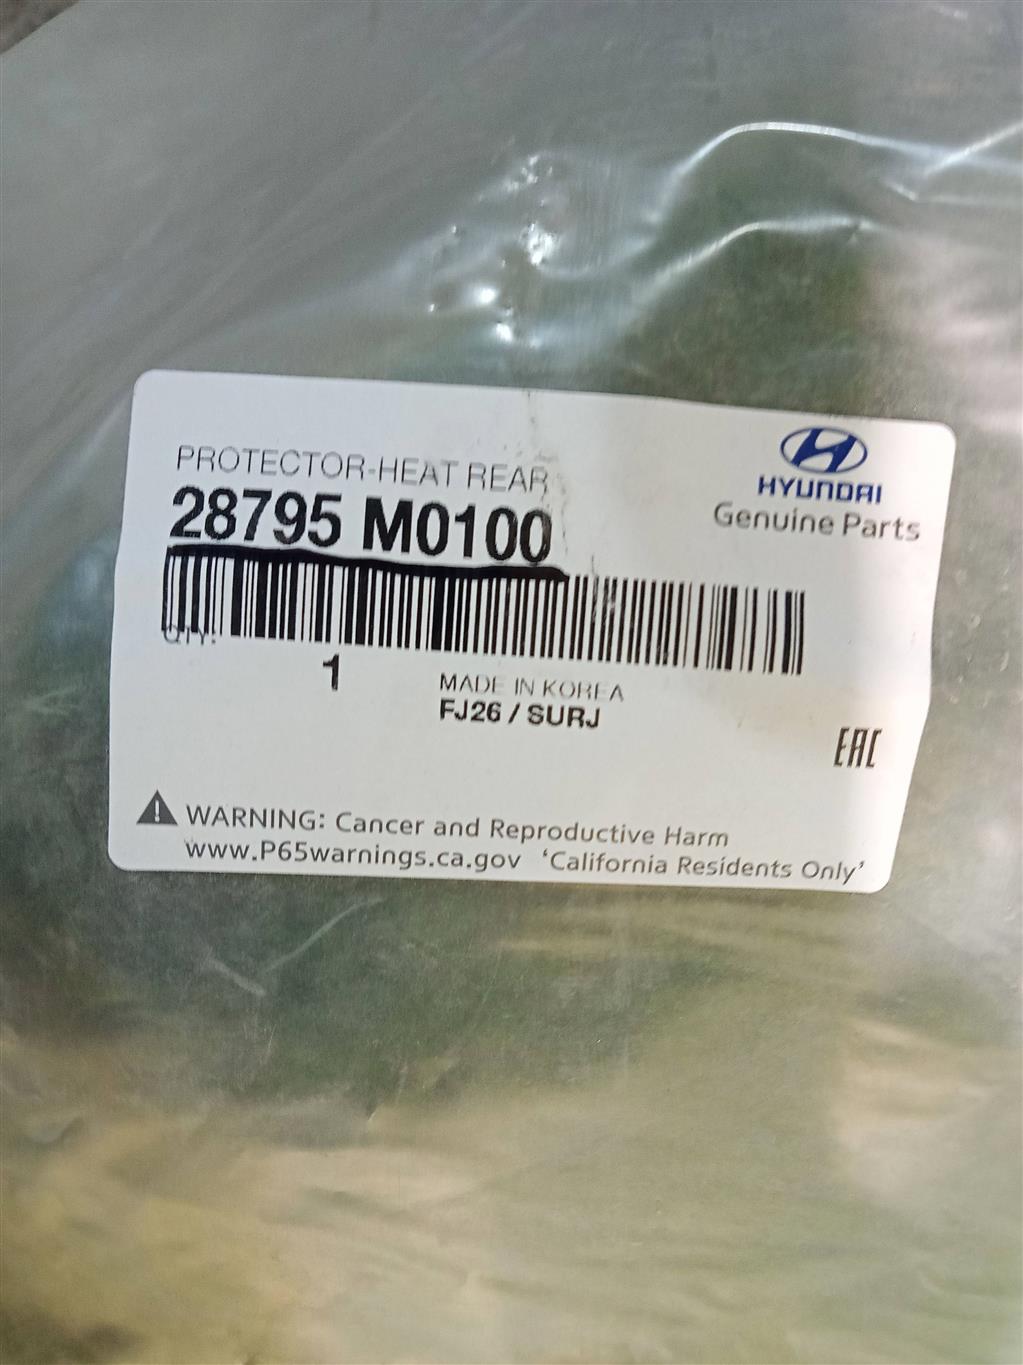 PROTECTOR-HEAT REAR
28795 M0100
HYUNDAI
Genuine Parts
QTY:
1
MADE IN KOREA
FJ26 / SURJ
EAC
WARNING: Cancer and Reproductive Harm
www.P65warnings.ca.gov ‘California Residents Only’